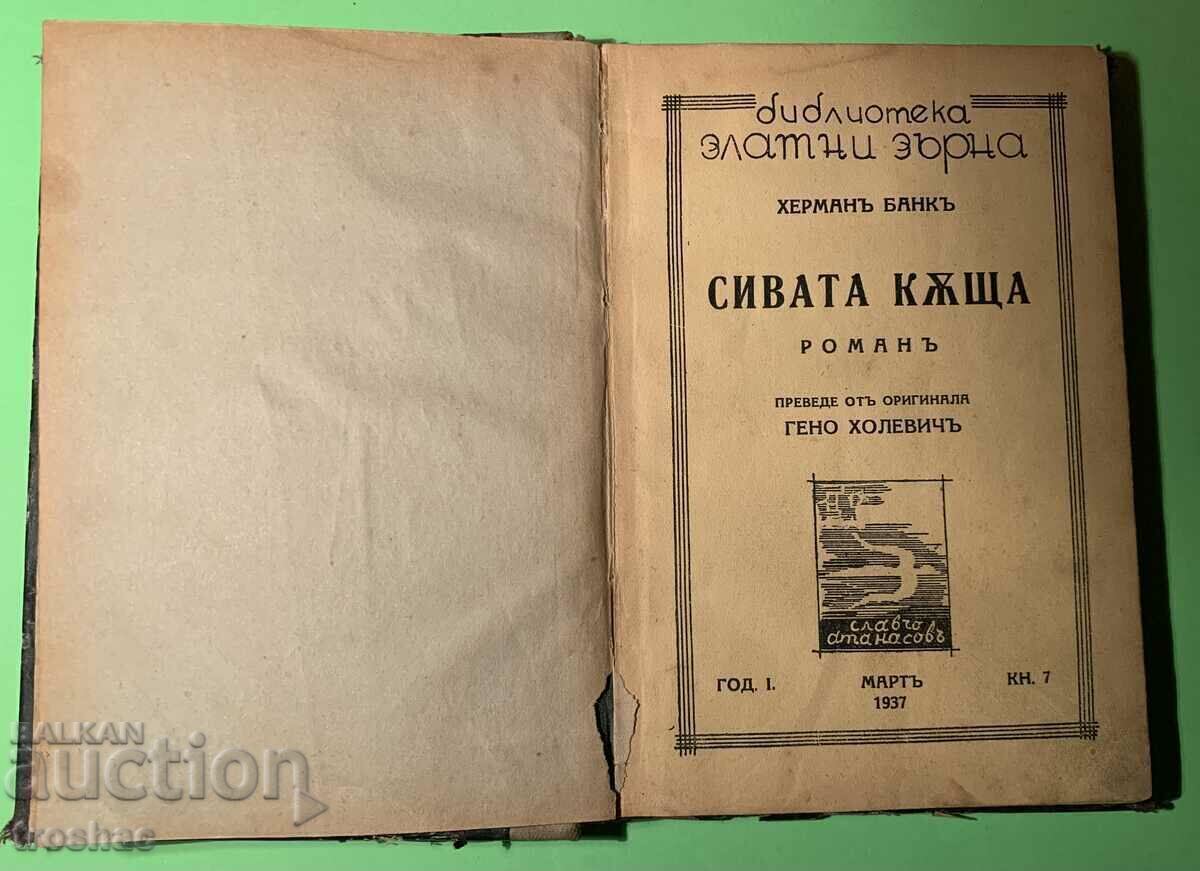 библиотека
златни зърна
ХЕРМАНЪ БАНКЪ
СИВАТА КѪЩА
РОМАНЪ
ПРЕВЕДЕ ОТЪ ОРИГИНАЛА
ГЕНО ХОЛЕВИЧЪ
славчо
атанасовъ
ГОД. I. МАРТЪ КН. 7
1937
BALKAN
auction
troshac